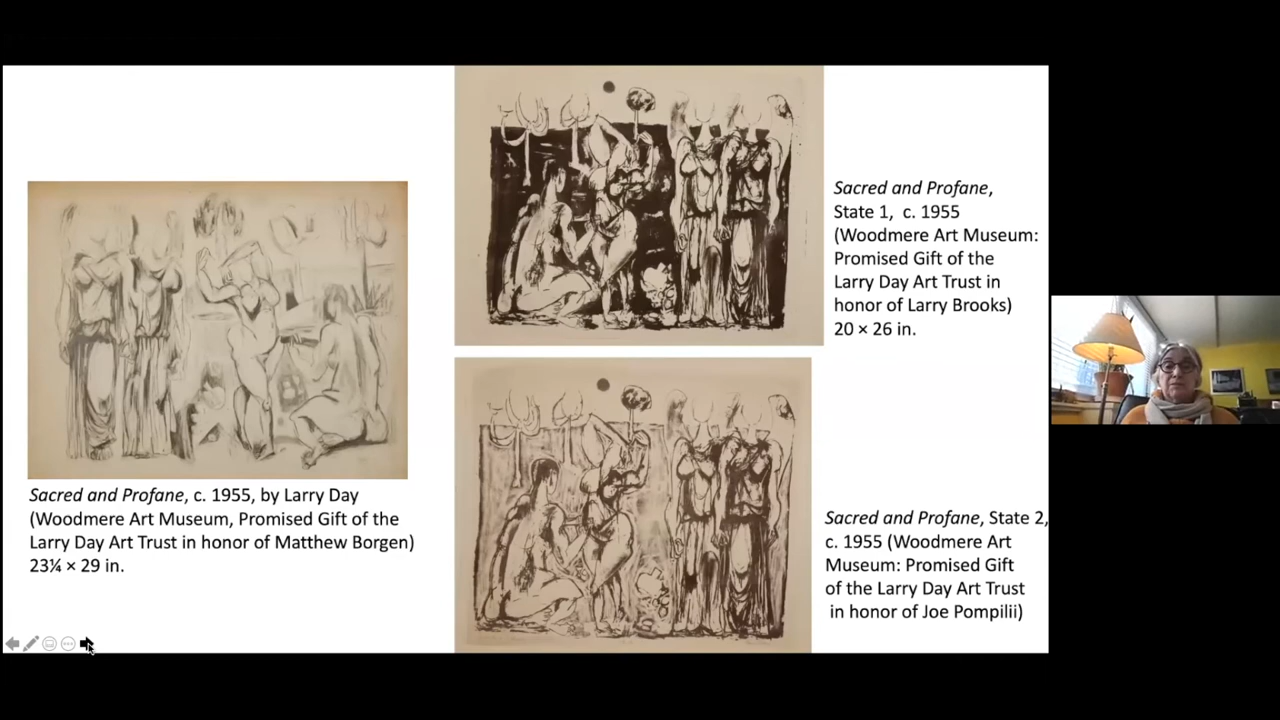 Sacred and Profane, c. 1955, by Larry Day
(Woodmere Art Museum, Promised Gift of the
Larry Day Art Trust in honor of Matthew Borgen)
23¼ × 29 in.
Sacred and Profane,
State 1,  c. 1955
(Woodmere Art Museum:
Promised Gift of the
Larry Day Art Trust in
honor of Larry Brooks)
20 × 26 in.
Sacred and Profane, State 2,
c. 1955 (Woodmere Art
Museum: Promised Gift
of the Larry Day Art Trust
in honor of Joe Pompilii)